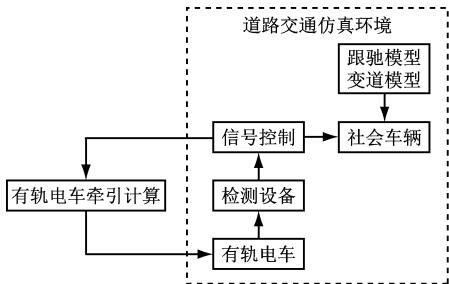 道路交通仿真环境
跟驰模型
变道模型
信号控制
社会车辆
有轨电车牵引计算
检测设备
有轨电车